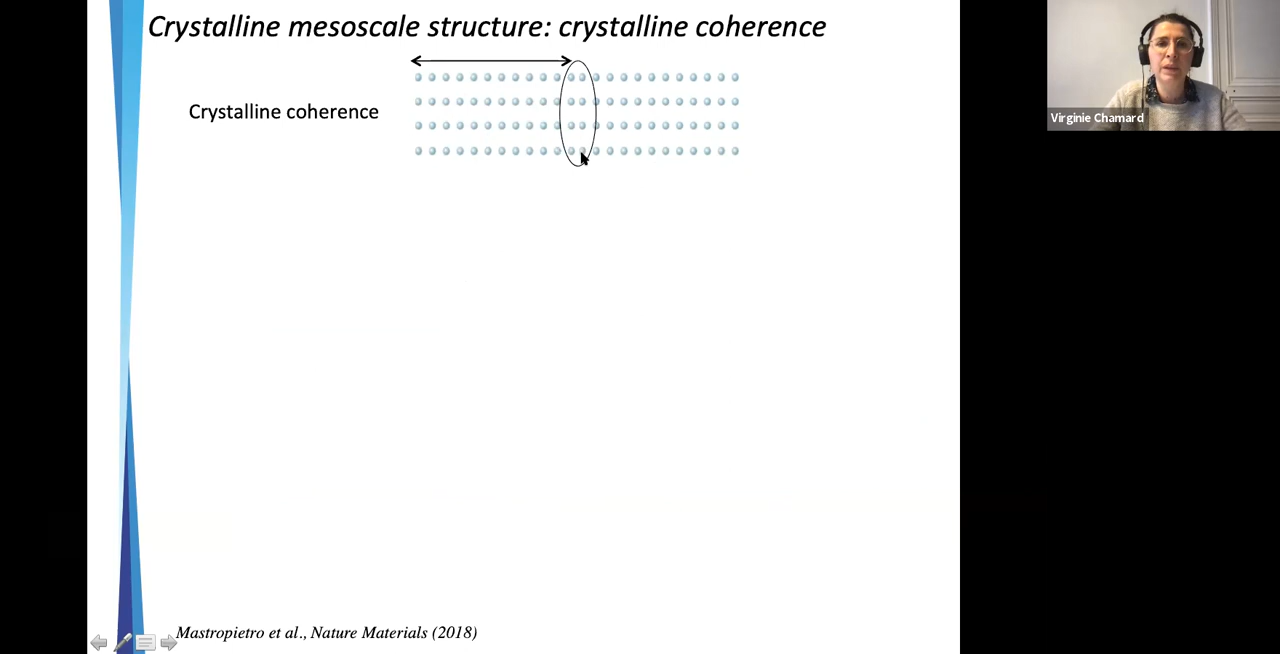 Crystalline mesoscale structure: crystalline coherence
Crystalline coherence
Virginie Chamard
Mastropietro et al., Nature Materials (2018)